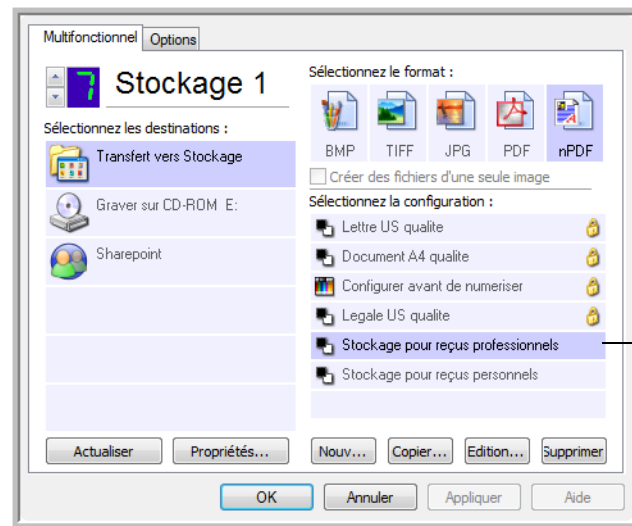 Multifonctionnel Options
7 Stockage 1
Sélectionnez les destinations :
Transfert vers Stockage
Graver sur CD-ROM E:
Sharepoint
Actualiser Propriétés...
Sélectionnez le format :
BMP TIFF JPG PDF nPDF
Créer des fichiers d'une seule image
Sélectionnez la configuration :
Lettre US qualite
Document A4 qualite
Configurer avant de numeriser
Legale US qualite
Stockage pour reçus professionnels
Stockage pour reçus personnels
Nouv... Copier... Edition... Supprimer
OK Annuler Appliquer Aide